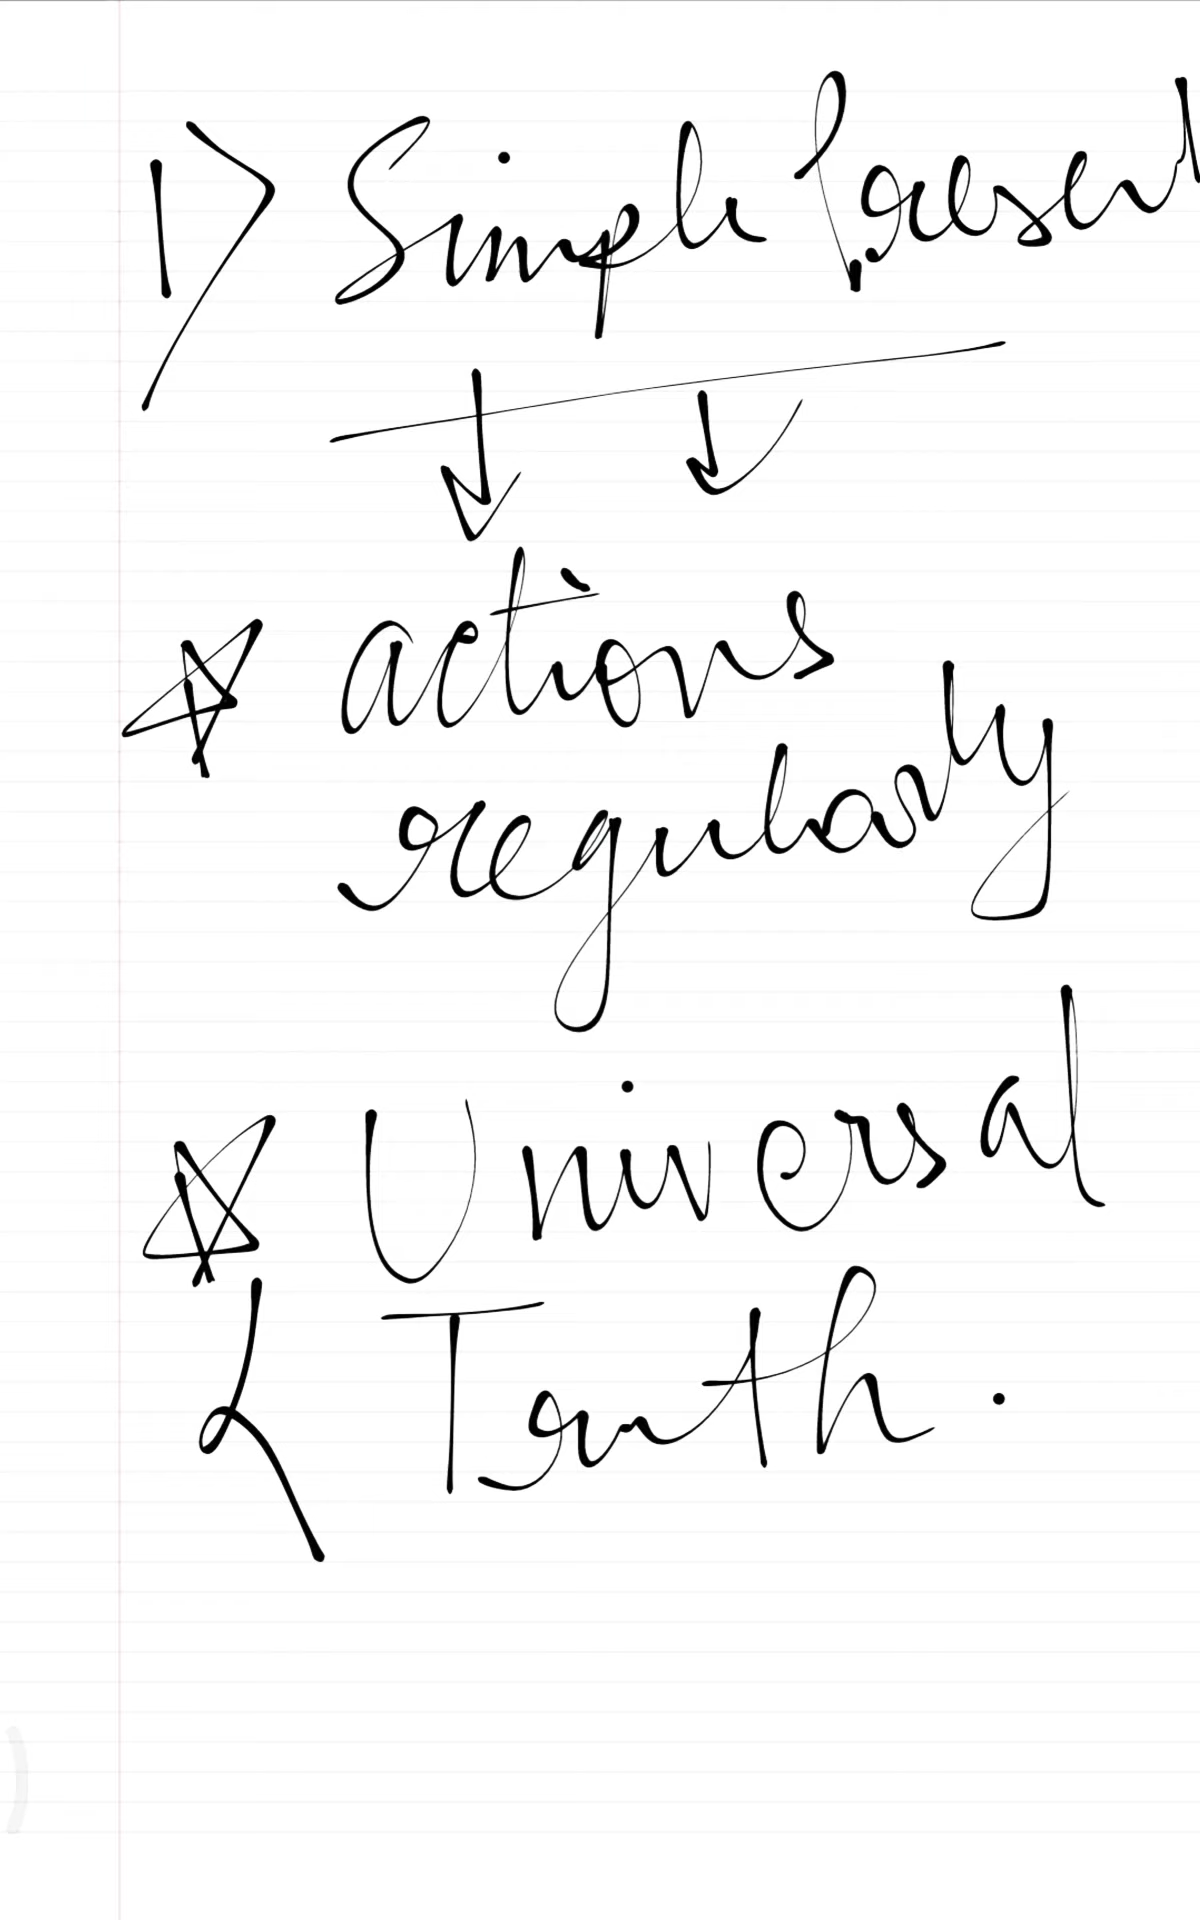 1) Simple Present
actions
regularly
Universal
Truth.